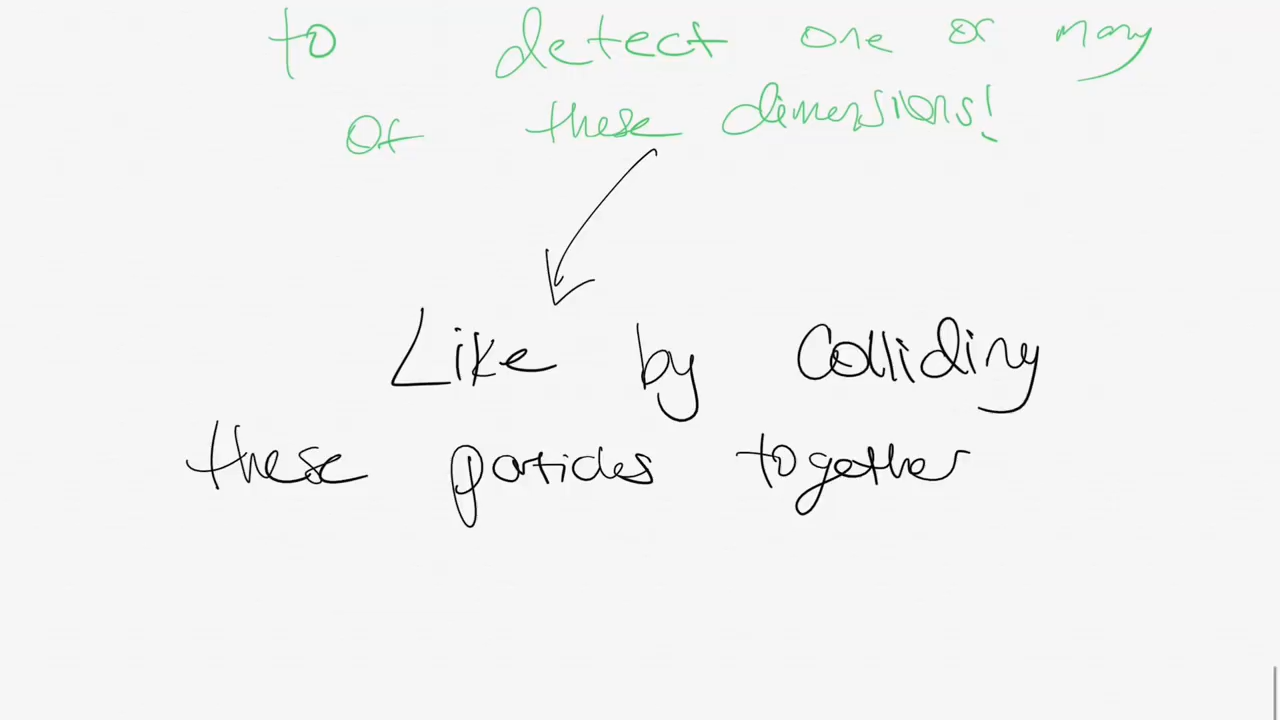 to detect one or many
of these dimensions!
Like by Colliding
these particles together